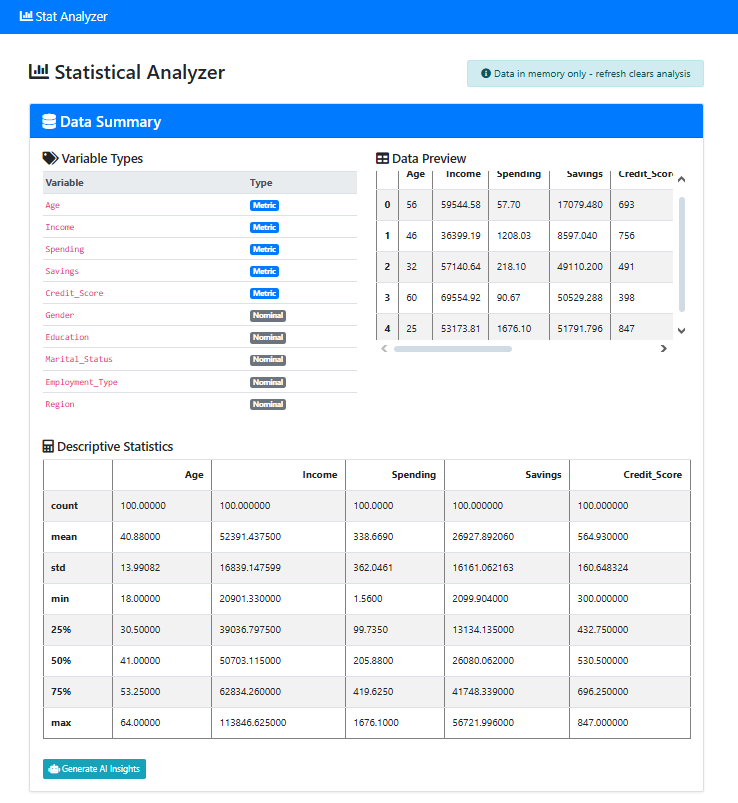 Stat Analyzer
Statistical Analyzer
Data in memory only - refresh clears analysis
Data Summary
Variable Types
Variable Type
Age Metric
Income Metric
Spending Metric
Savings Metric
Credit_Score Metric
Gender Nominal
Education Nominal
Marital_Status Nominal
Employment_Type Nominal
Region Nominal
Data Preview
Age Income Spending Savings Credit_Score
0 56 59544.58 57.70 17079.480 693
1 46 36399.19 1208.03 8597.040 756
2 32 57140.64 218.10 49110.200 491
3 60 69554.92 90.67 50529.288 398
4 25 53173.81 1676.10 51791.796 847
Descriptive Statistics
Age Income Spending Savings Credit_Score
count 100.00000 100.000000 100.0000 100.000000 100.000000
mean 40.88000 52391.437500 338.6690 26927.892060 564.930000
std 13.99082 16839.147599 362.0461 16161.062163 160.648324
min 18.00000 20901.330000 1.5600 2099.904000 300.000000
25% 30.50000 39036.797500 99.7350 13134.135000 432.750000
50% 41.00000 50703.115000 205.8800 26080.062000 530.500000
75% 53.25000 62834.260000 419.6250 41748.339000 696.250000
max 64.00000 113846.625000 1676.1000 56721.996000 847.000000
Generate AI Insights